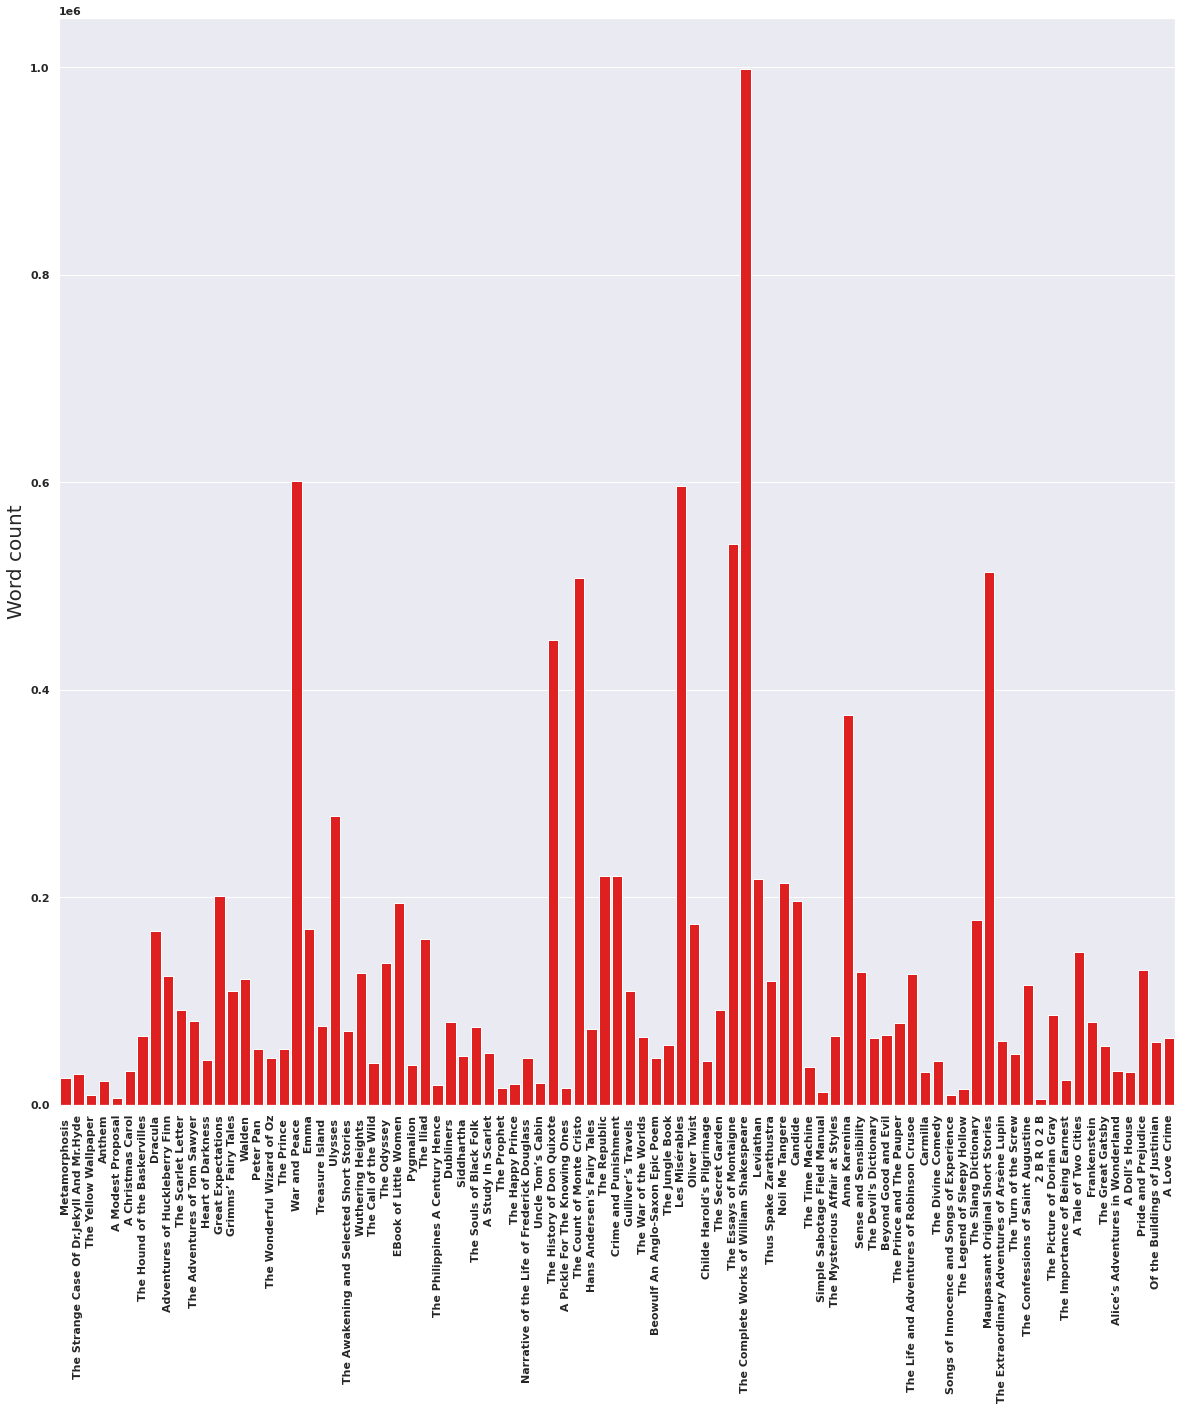 1e6
1.0
0.8
0.6
0.4
0.2
0.0
Word count
Metamorphosis
The Strange Case Of Dr.Jekyll And Mr.Hyde
The Yellow Wallpaper
Anthem
A Modest Proposal
A Christmas Carol
The Hound of the Baskervilles
Dracula
Adventures of Huckleberry Finn
The Scarlet Letter
The Adventures of Tom Sawyer
Heart of Darkness
Great Expectations
Grimms’ Fairy Tales
Walden
Peter Pan
The Wonderful Wizard of Oz
The Prince
War and Peace
Emma
Treasure Island
Ulysses
The Awakening and Selected Short Stories
Wuthering Heights
The Call of the Wild
The Odyssey
EBook of Little Women
Pygmalion
The Iliad
The Philippines A Century Hence
Dubliners
Siddhartha
The Souls of Black Folk
A Study In Scarlet
The Prophet
The Happy Prince
Narrative of the Life of Frederick Douglass
Uncle Tom’s Cabin
The History of Don Quixote
A Pickle For The Knowing Ones
The Count of Monte Cristo
Hans Andersen’s Fairy Tales
The Republic
Crime and Punishment
Gulliver’s Travels
The War of the Worlds
Beowulf An Anglo-Saxon Epic Poem
The Jungle Book
Les Misérables
Oliver Twist
Childe Harold’s Pilgrimage
The Secret Garden
The Essays of Montaigne
The Complete Works of William Shakespeare
Leviathan
Thus Spake Zarathustra
Noli Me Tangere
Candide
The Time Machine
Simple Sabotage Field Manual
The Mysterious Affair at Styles
Anna Karenina
Sense and Sensibility
The Devil’s Dictionary
Beyond Good and Evil
The Prince and The Pauper
The Life and Adventures of Robinson Crusoe
Carmilla
The Divine Comedy
Songs of Innocence and Songs of Experience
The Legend of Sleepy Hollow
The Slang Dictionary
Maupassant Original Short Stories
The Extraordinary Adventures of Arsène Lupin
The Turn of the Screw
The Confessions of Saint Augustine
2 B R 0 2 B
The Picture of Dorian Gray
The Importance of Being Earnest
A Tale of Two Cities
Frankenstein
The Great Gatsby
Alice’s Adventures in Wonderland
A Doll’s House
Pride and Prejudice
Of the Buildings of Justinian
A Love Crime